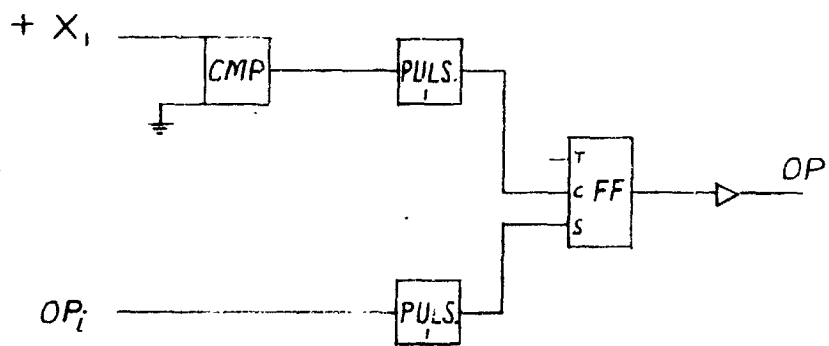 + X₁
CMP
PULS.
1
T
C FF
S
OP
OPᵢ
PULS.
1